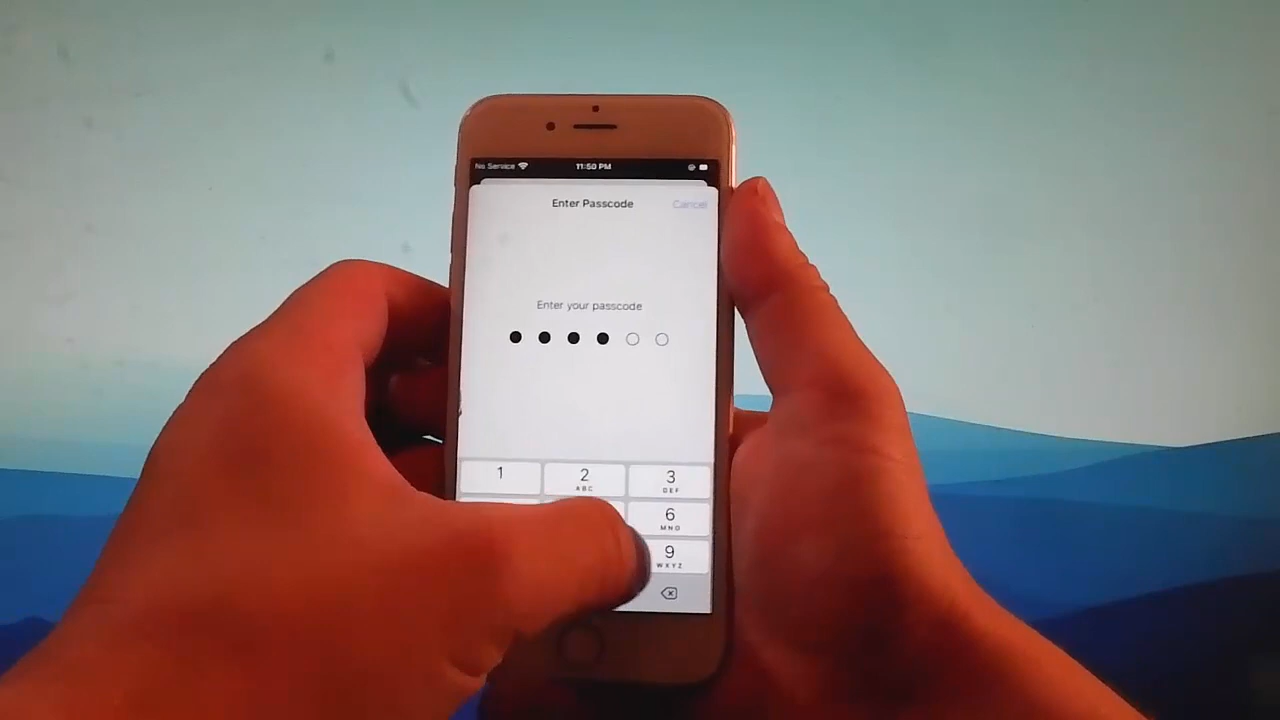 No Service 11:50 PM
Enter Passcode Cancel
Enter your passcode
1 2 3
ABC DEF
6
MNO
9
WXYZ